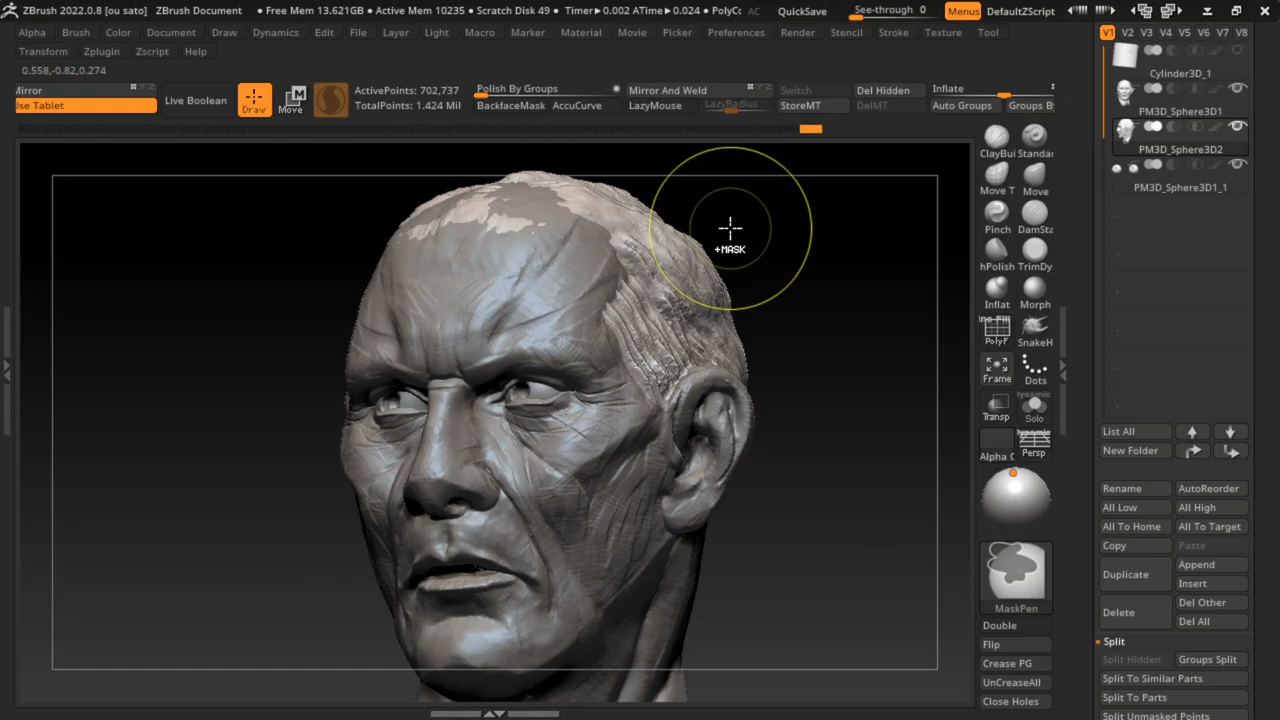 ZBrush 2022.0.8 [ou sato] ZBrush Document • Free Mem 13.621GB • Active Mem 10235 • Scratch Disk 49 • Timer▶0.002 ATime▶0.024 • PolyCc AC QuickSave See-through 0 Menus DefaultZScript
Alpha Brush Color Document Draw Dynamics Edit File Layer Light Macro Marker Material Movie Picker Preferences Render Stencil Stroke Texture Tool V1 V2 V3 V4 V5 V6 V7 V8
Transform Zplugin Zscript Help
0.558,-0.82,0.274
Cylinder3D_1
Mirror Polish By Groups Mirror And Weld Switch Del Hidden Inflate
Use Tablet Live Boolean Draw Move ActivePoints: 702,737
TotalPoints: 1.424 Mil BackfaceMask AccuCurve LazyMouse LazyRadius StoreMT DelMT Auto Groups Groups By
PM3D_Sphere3D1
PM3D_Sphere3D2
PM3D_Sphere3D1_1
ClayBui Standar
Move T Move
Pinch DamSta
hPolish TrimDy
Inflat Morph
PolyF SnakeH
Frame Dots
Dynamic
Transp Solo
Dynamic
Alpha O Persp
+MASK
MaskPen
Double
Flip
Crease PG
UnCreaseAll
Close Holes
List All
New Folder
Rename AutoReorder
All Low All High
All To Home All To Target
Copy Paste
Duplicate Append
Insert
Delete Del Other
Del All
Split
Split Hidden Groups Split
Split To Similar Parts
Split To Parts
Split Unmasked Points